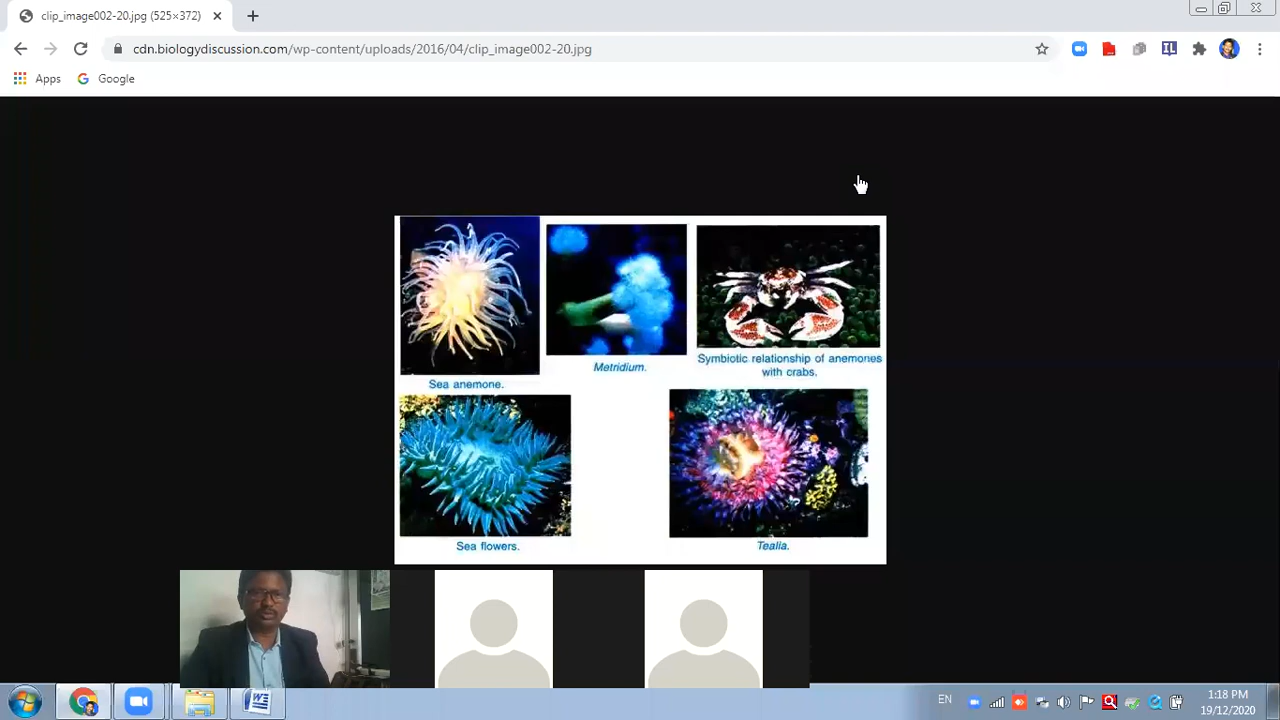 clip_image002-20.jpg (525×372)
cdn.biologydiscussion.com/wp-content/uploads/2016/04/clip_image002-20.jpg
IL
Apps
Google
Sea anemone.
Metridium.
Symbiotic relationship of anemones
with crabs.
Sea flowers.
Tealia.
EN
1:18 PM
19/12/2020